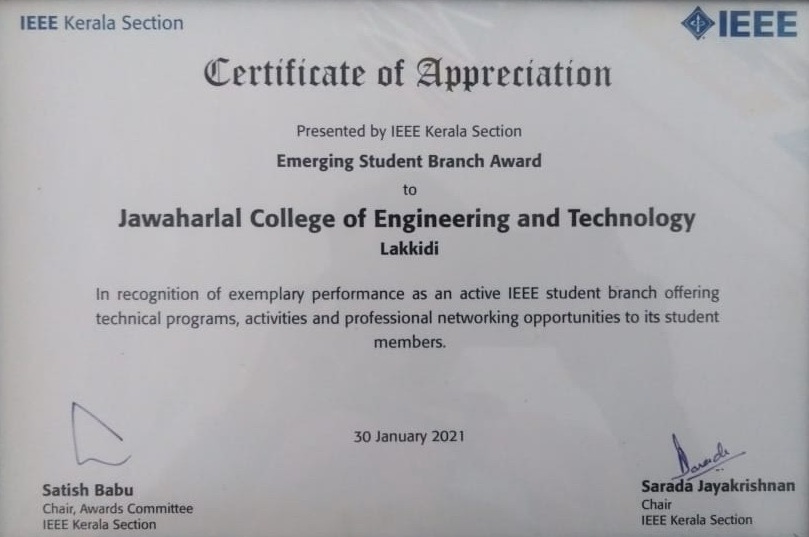 IEEE Kerala Section
IEEE
Certificate of Appreciation
Presented by IEEE Kerala Section
Emerging Student Branch Award
to
Jawaharlal College of Engineering and Technology
Lakkidi
In recognition of exemplary performance as an active IEEE student branch offering
technical programs, activities and professional networking opportunities to its student
members.
30 January 2021
Sarada
Satish Babu
Chair, Awards Committee
IEEE Kerala Section
Sarada Jayakrishnan
Chair
IEEE Kerala Section